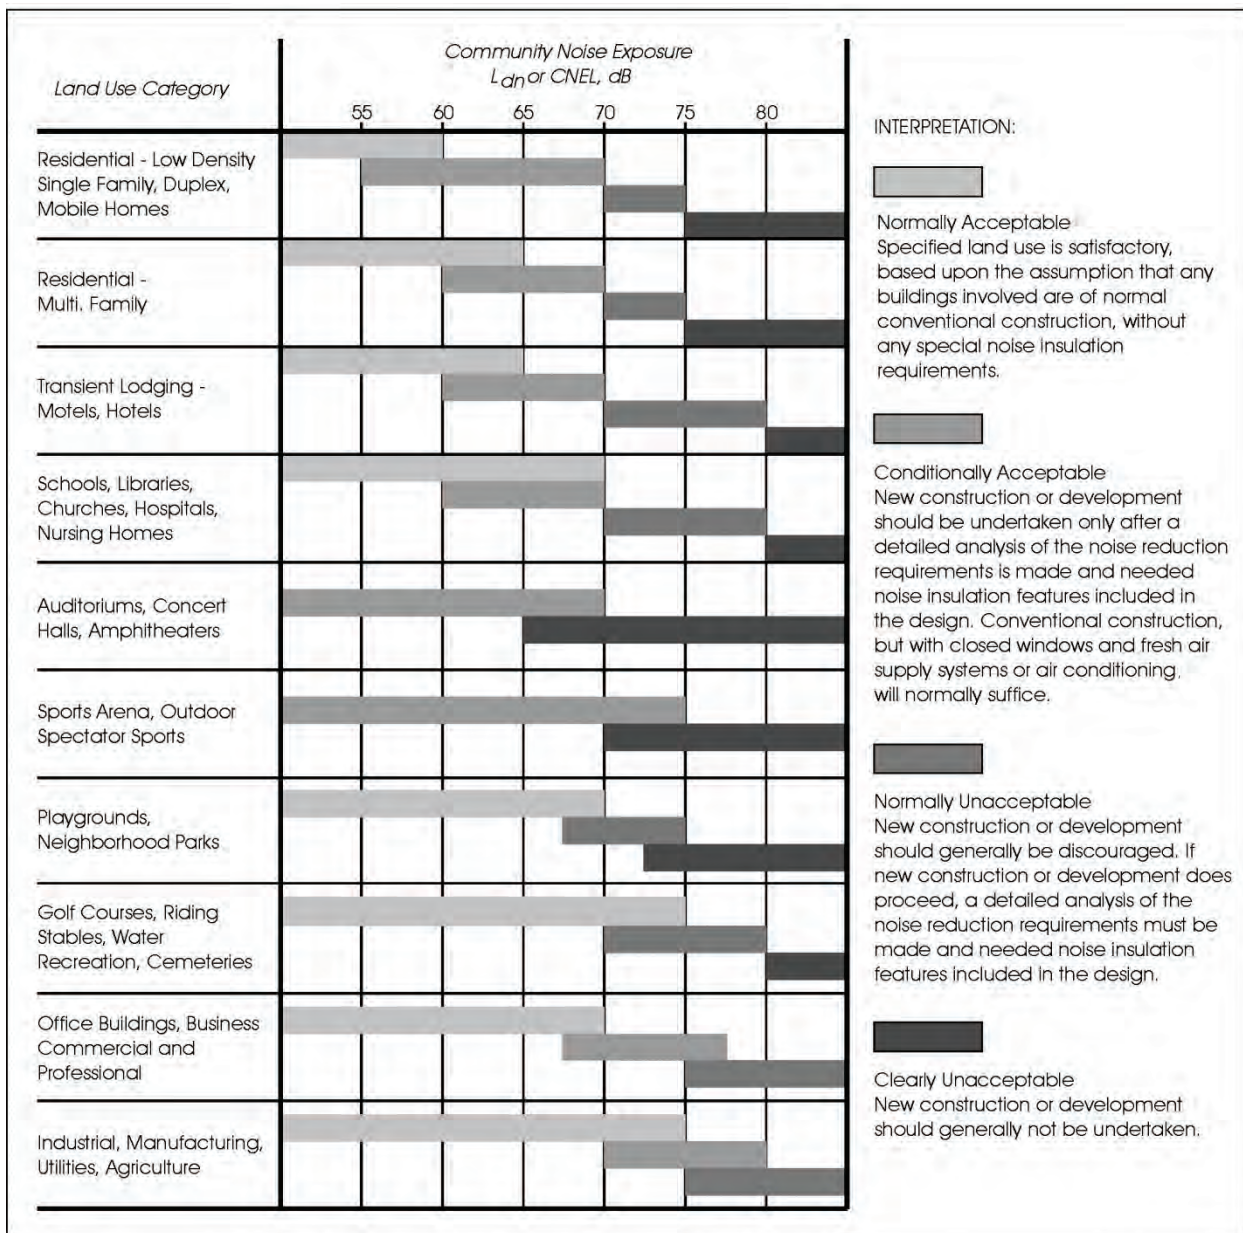 Land Use Category
Community Noise Exposure
Ldn or CNEL, dB
55 60 65 70 75 80
Residential - Low Density
Single Family, Duplex,
Mobile Homes
Residential -
Multi. Family
Transient Lodging -
Motels, Hotels
Schools, Libraries,
Churches, Hospitals,
Nursing Homes
Auditoriums, Concert
Halls, Amphitheaters
Sports Arena, Outdoor
Spectator Sports
Playgrounds,
Neighborhood Parks
Golf Courses, Riding
Stables, Water
Recreation, Cemeteries
Office Buildings, Business
Commercial and
Professional
Industrial, Manufacturing,
Utilities, Agriculture
INTERPRETATION:
Normally Acceptable
Specified land use is satisfactory,
based upon the assumption that any
buildings involved are of normal
conventional construction, without
any special noise insulation
requirements.
Conditionally Acceptable
New construction or development
should be undertaken only after a
detailed analysis of the noise reduction
requirements is made and needed
noise insulation features included in
the design. Conventional construction,
but with closed windows and fresh air
supply systems or air conditioning
will normally suffice.
Normally Unacceptable
New construction or development
should generally be discouraged. If
new construction or development does
proceed, a detailed analysis of the
noise reduction requirements must be
made and needed noise insulation
features included in the design.
Clearly Unacceptable
New construction or development
should generally not be undertaken.